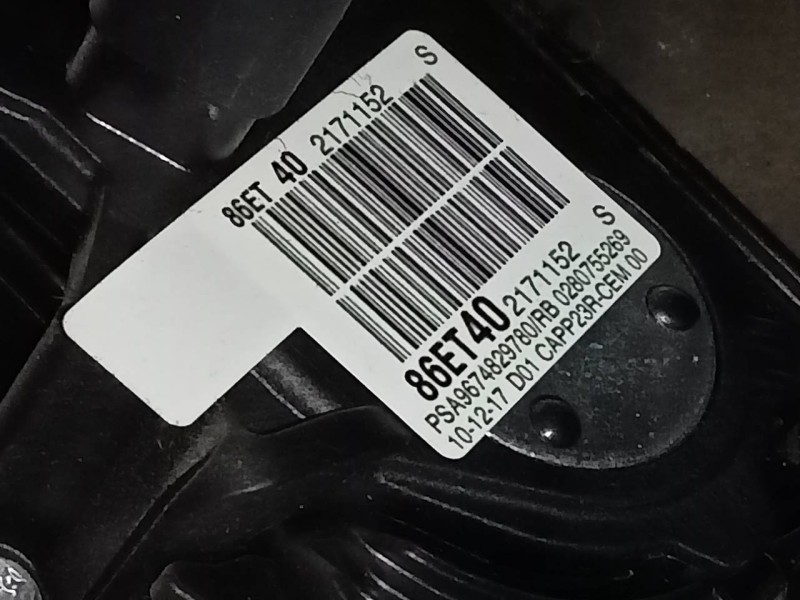 86ET 40 2171152 S
86ET40 2171152 S
PSA9674829780/RB 0280755269
10-12-17 D01 CAPP23R-CEM 00